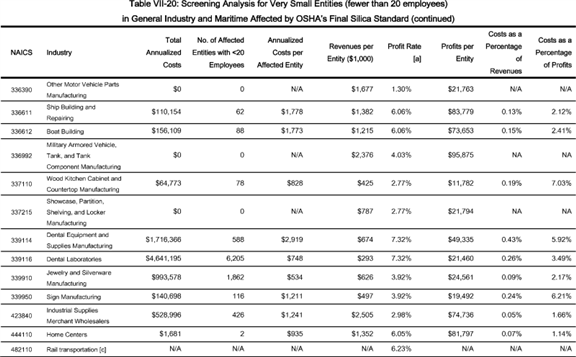 Table VII-20: Screening Analysis for Very Small Entities (fewer than 20 employees)
in General Industry and Maritime Affected by OSHA's Final Silica Standard (continued)
NAICS Industry Total Annualized Costs No. of Affected Entities with <20 Employees Annualized Costs per Affected Entity Revenues per Entity ($1,000) Profit Rate [a] Profits per Entity Costs as a Percentage of Revenues Costs as a Percentage of Profits
336390 Other Motor Vehicle Parts Manufacturing $0 0 N/A $1,677 1.30% $21,763 N/A N/A
336611 Ship Building and Repairing $110,154 62 $1,778 $1,382 6.06% $83,779 0.13% 2.12%
336612 Boat Building $156,109 88 $1,773 $1,215 6.06% $73,653 0.15% 2.41%
336992 Military Armored Vehicle, Tank, and Tank Component Manufacturing $0 0 N/A $2,376 4.03% $95,875 NA NA
337110 Wood Kitchen Cabinet and Countertop Manufacturing $64,773 78 $828 $425 2.77% $11,782 0.19% 7.03%
337215 Showcase, Partition, Shelving, and Locker Manufacturing $0 0 N/A $787 2.77% $21,794 NA NA
339114 Dental Equipment and Supplies Manufacturing $1,716,366 588 $2,919 $674 7.32% $49,335 0.43% 5.92%
339116 Dental Laboratories $4,641,195 6,205 $748 $293 7.32% $21,440 0.26% 3.49%
339910 Jewelry and Silverware Manufacturing $993,578 1,862 $534 $626 3.92% $24,561 0.09% 2.17%
339950 Sign Manufacturing $140,698 116 $1,211 $497 3.92% $19,492 0.24% 6.21%
423840 Industrial Supplies Merchant Wholesalers $528,996 426 $1,241 $2,505 2.98% $74,736 0.05% 1.66%
444110 Home Centers $1,681 2 $935 $1,352 6.05% $81,797 0.07% 1.14%
482110 Rail transportation [c] N/A N/A N/A N/A 6.23% N/A N/A N/A